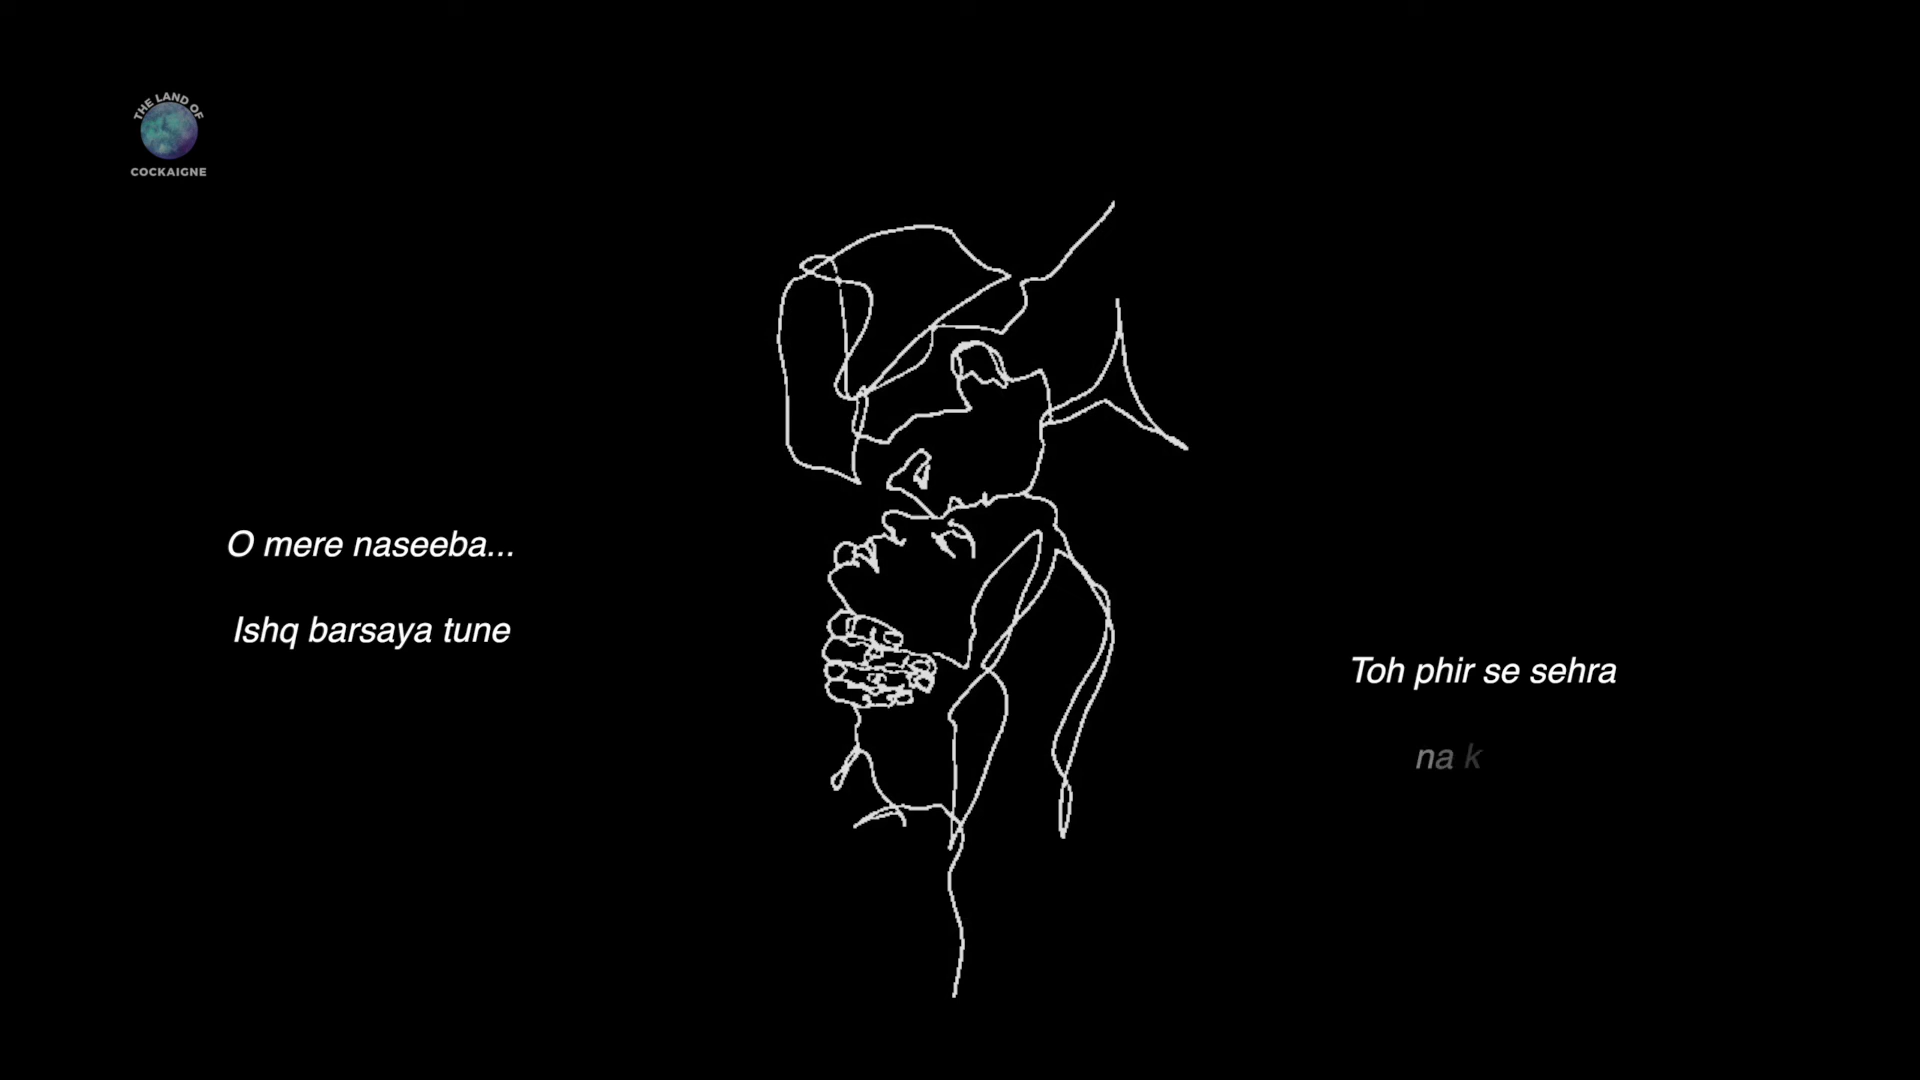 THE LAND OF
COCKAIGNE
O mere naseeba...
Ishq barsaya tune
Toh phir se sehra
na k